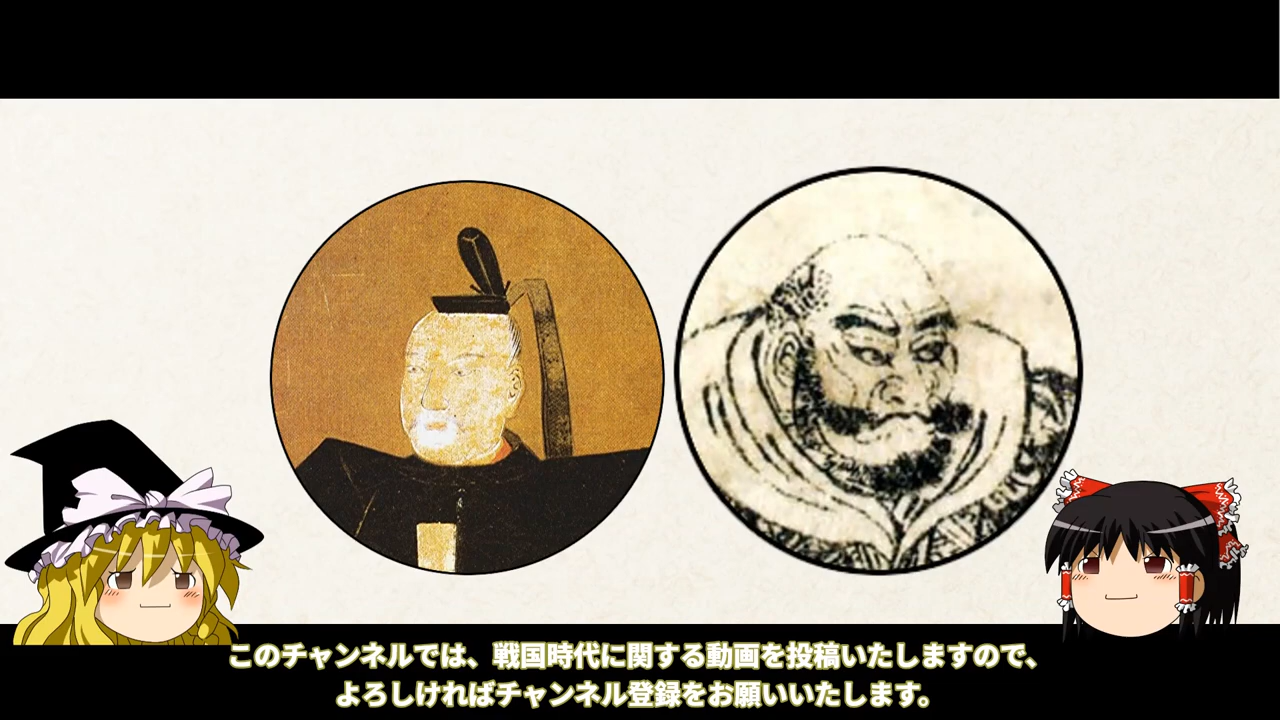 このチャンネルでは、戦国時代に関する動画を投稿いたしますので、
よろしければチャンネル登録をお願いいたします。